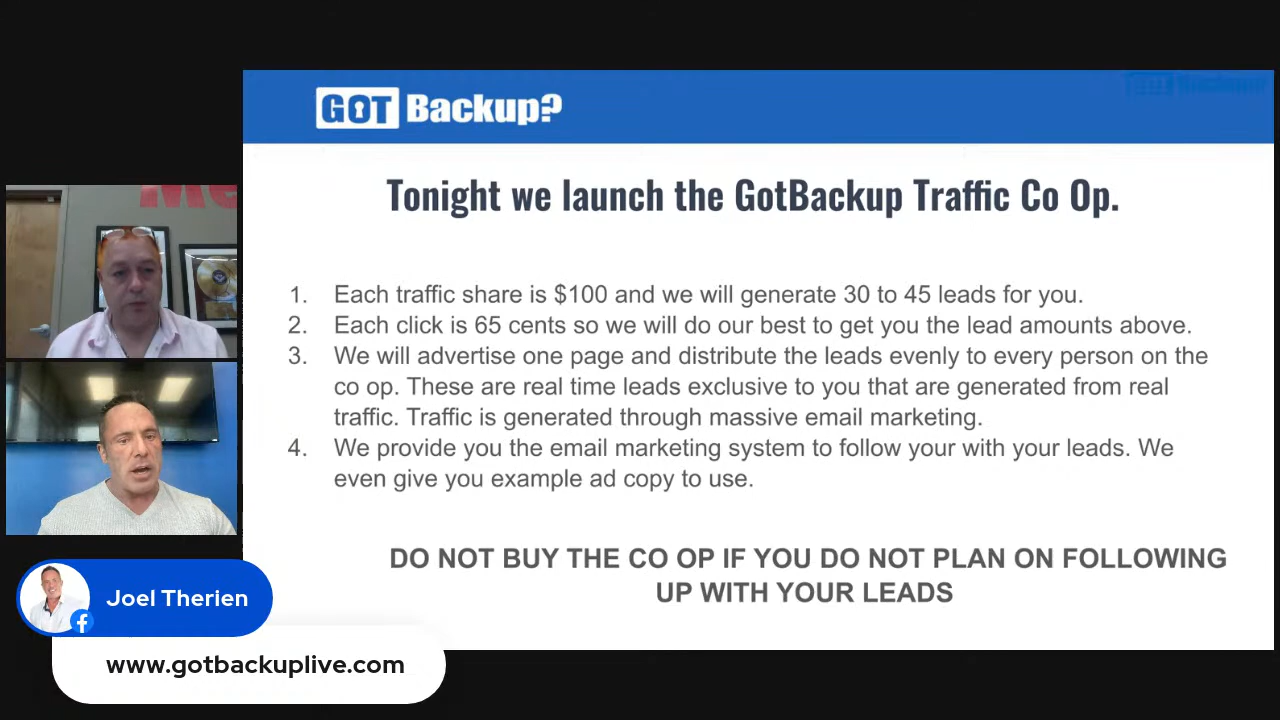 GOT Backup?
Tonight we launch the GotBackup Traffic Co Op.
1. Each traffic share is $100 and we will generate 30 to 45 leads for you.
2. Each click is 65 cents so we will do our best to get you the lead amounts above.
3. We will advertise one page and distribute the leads evenly to every person on the
co op. These are real time leads exclusive to you that are generated from real
traffic. Traffic is generated through massive email marketing.
4. We provide you the email marketing system to follow your with your leads. We
even give you example ad copy to use.
DO NOT BUY THE CO OP IF YOU DO NOT PLAN ON FOLLOWING
UP WITH YOUR LEADS
Me
Joel Therien
www.gotbackuplive.com